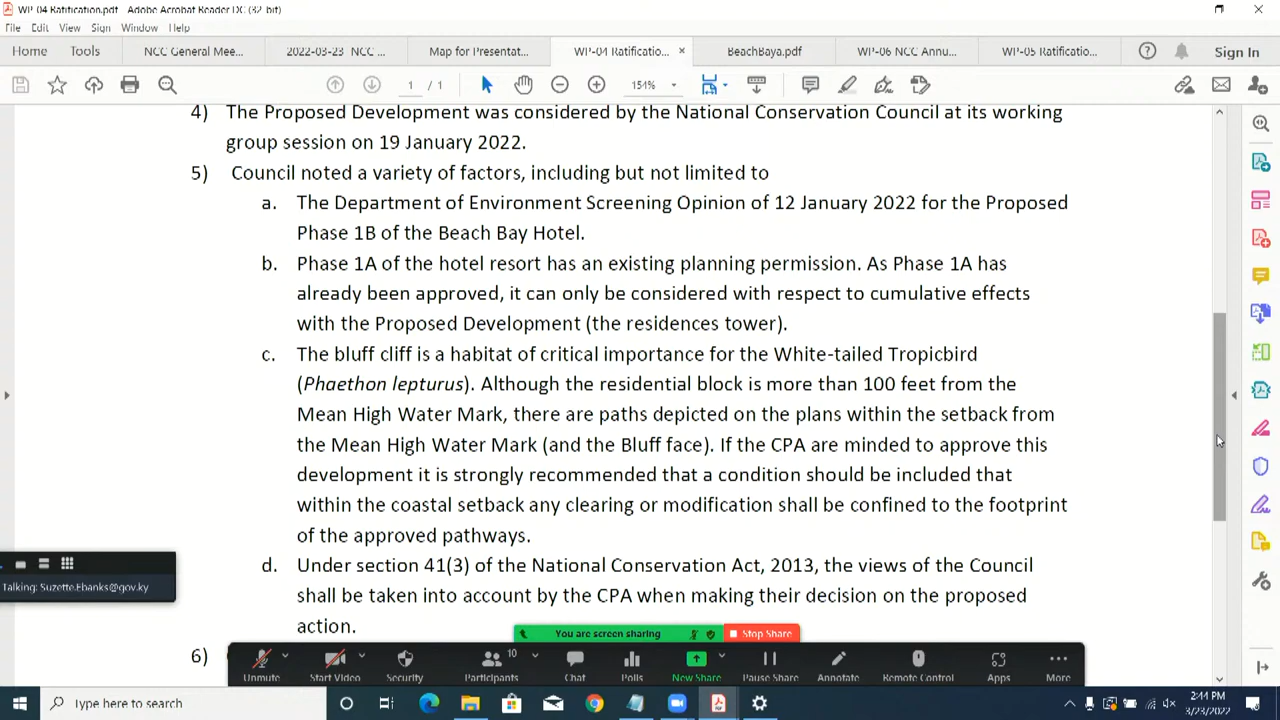 WP-04 Ratification.pdf - Adobe Acrobat Reader DC (32-bit)
File Edit View Sign Window Help
Home Tools NCC General Mee... 2022-03-23 NCC ... Map for Presentat... WP-04 Ratificatio... × BeachBaya.pdf WP-06 NCC Annu... WP-05 Ratificatio... Sign In
1 / 1 154%
4) The Proposed Development was considered by the National Conservation Council at its working
group session on 19 January 2022.
5) Council noted a variety of factors, including but not limited to
a. The Department of Environment Screening Opinion of 12 January 2022 for the Proposed
Phase 1B of the Beach Bay Hotel.
b. Phase 1A of the hotel resort has an existing planning permission. As Phase 1A has
already been approved, it can only be considered with respect to cumulative effects
with the Proposed Development (the residences tower).
c. The bluff cliff is a habitat of critical importance for the White-tailed Tropicbird
(Phaethon lepturus). Although the residential block is more than 100 feet from the
Mean High Water Mark, there are paths depicted on the plans within the setback from
the Mean High Water Mark (and the Bluff face). If the CPA are minded to approve this
development it is strongly recommended that a condition should be included that
within the coastal setback any clearing or modification shall be confined to the footprint
of the approved pathways.
d. Under section 41(3) of the National Conservation Act, 2013, the views of the Council
shall be taken into account by the CPA when making their decision on the proposed
action.
Talking: Suzette.Ebanks@gov.ky
You are screen sharing Stop Share
6)
10
Unmute Start Video Security Participants Chat Polls New Share Pause Share Annotate Remote Control Apps More
Type here to search
2:44 PM
3/23/2022